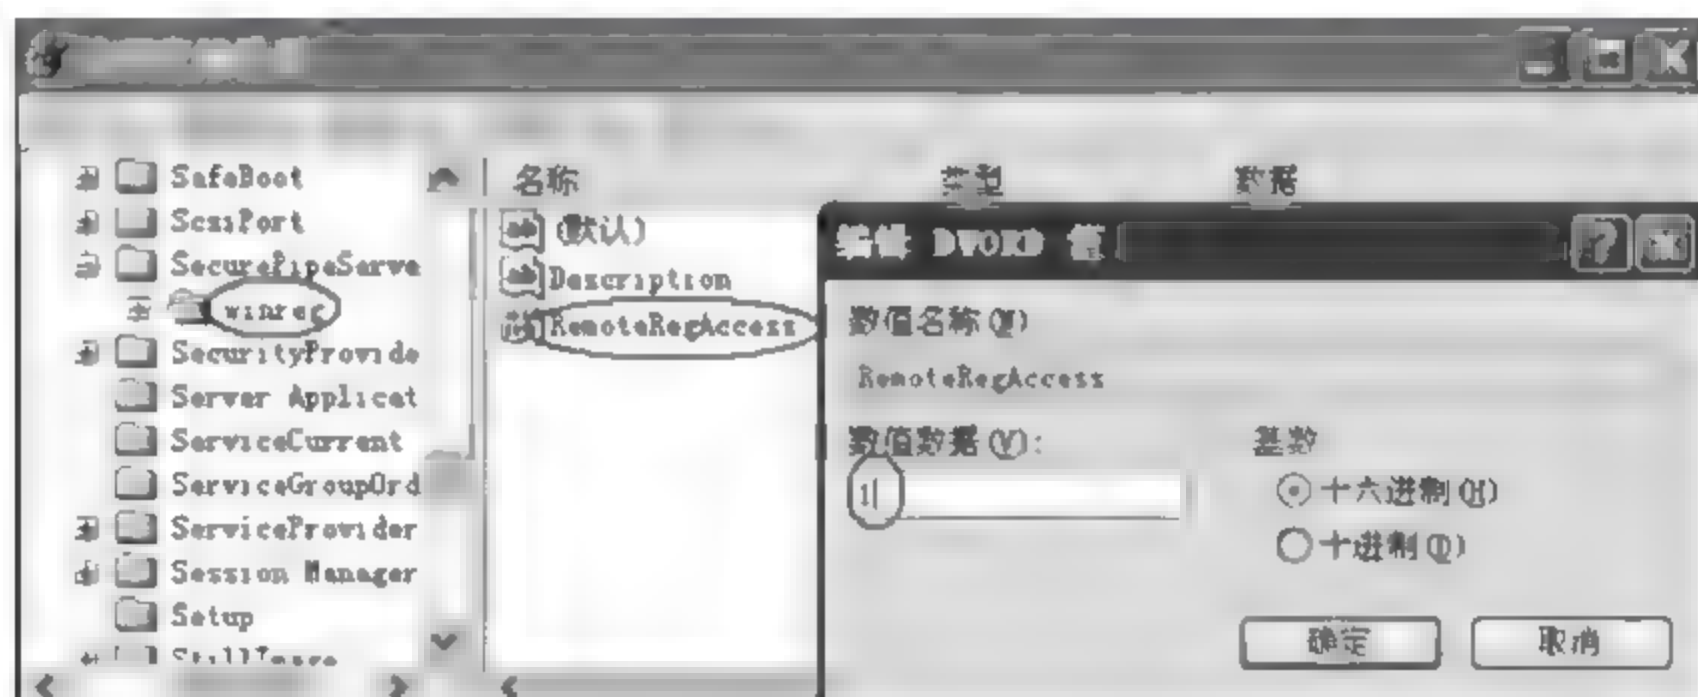 SafeBoot
ScsiPort
SecurePipeServe
winreg
SecurityProvide
Server Applicat
ServiceCurrent
ServiceGroupOrd
ServiceProvider
Session Manager
Setup
名称 类型 数据
(默认)
Description
RemoteRegAccess
编辑 DWORD 值
数值名称(N)
RemoteRegAccess
数值数据(V):
1
基数
十六进制(H)
十进制(D)
确定 取消